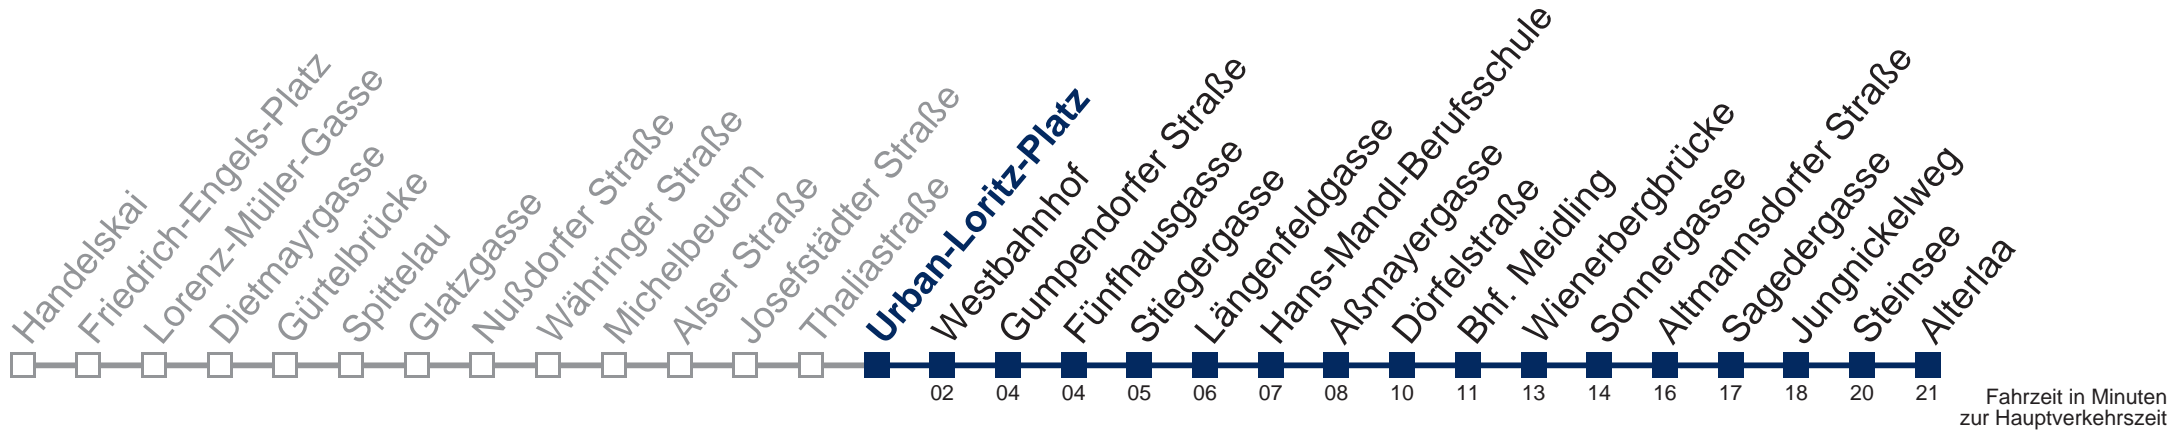 Handelskai
Friedrich-Engels-Platz
Lorenz-Müller-Gasse
Dietmayrgasse
Gürtelbrücke
Spittelau
Glatzgasse
Nußdorfer Straße
Währinger Straße
Michelbeuern
Alser Straße
Josefstädter Straße
Thaliastraße
Urban-Loritz-Platz
Westbahnhof
Gumpendorfer Straße
Fünfhausgasse
Stiegergasse
Längenfeldgasse
Hans-Mandl-Berufsschule
Aßmayergasse
Dörfelstraße
Bhf. Meidling
Wienerbergbrücke
Sonnergasse
Altmannsdorfer Straße
Sagedergasse
Jungnickelweg
Steinsee
Alterlaa
02 04 04 05 06 07 08 10 11 13 14 16 17 18 20 21
Fahrzeit in Minuten
zur Hauptverkehrszeit